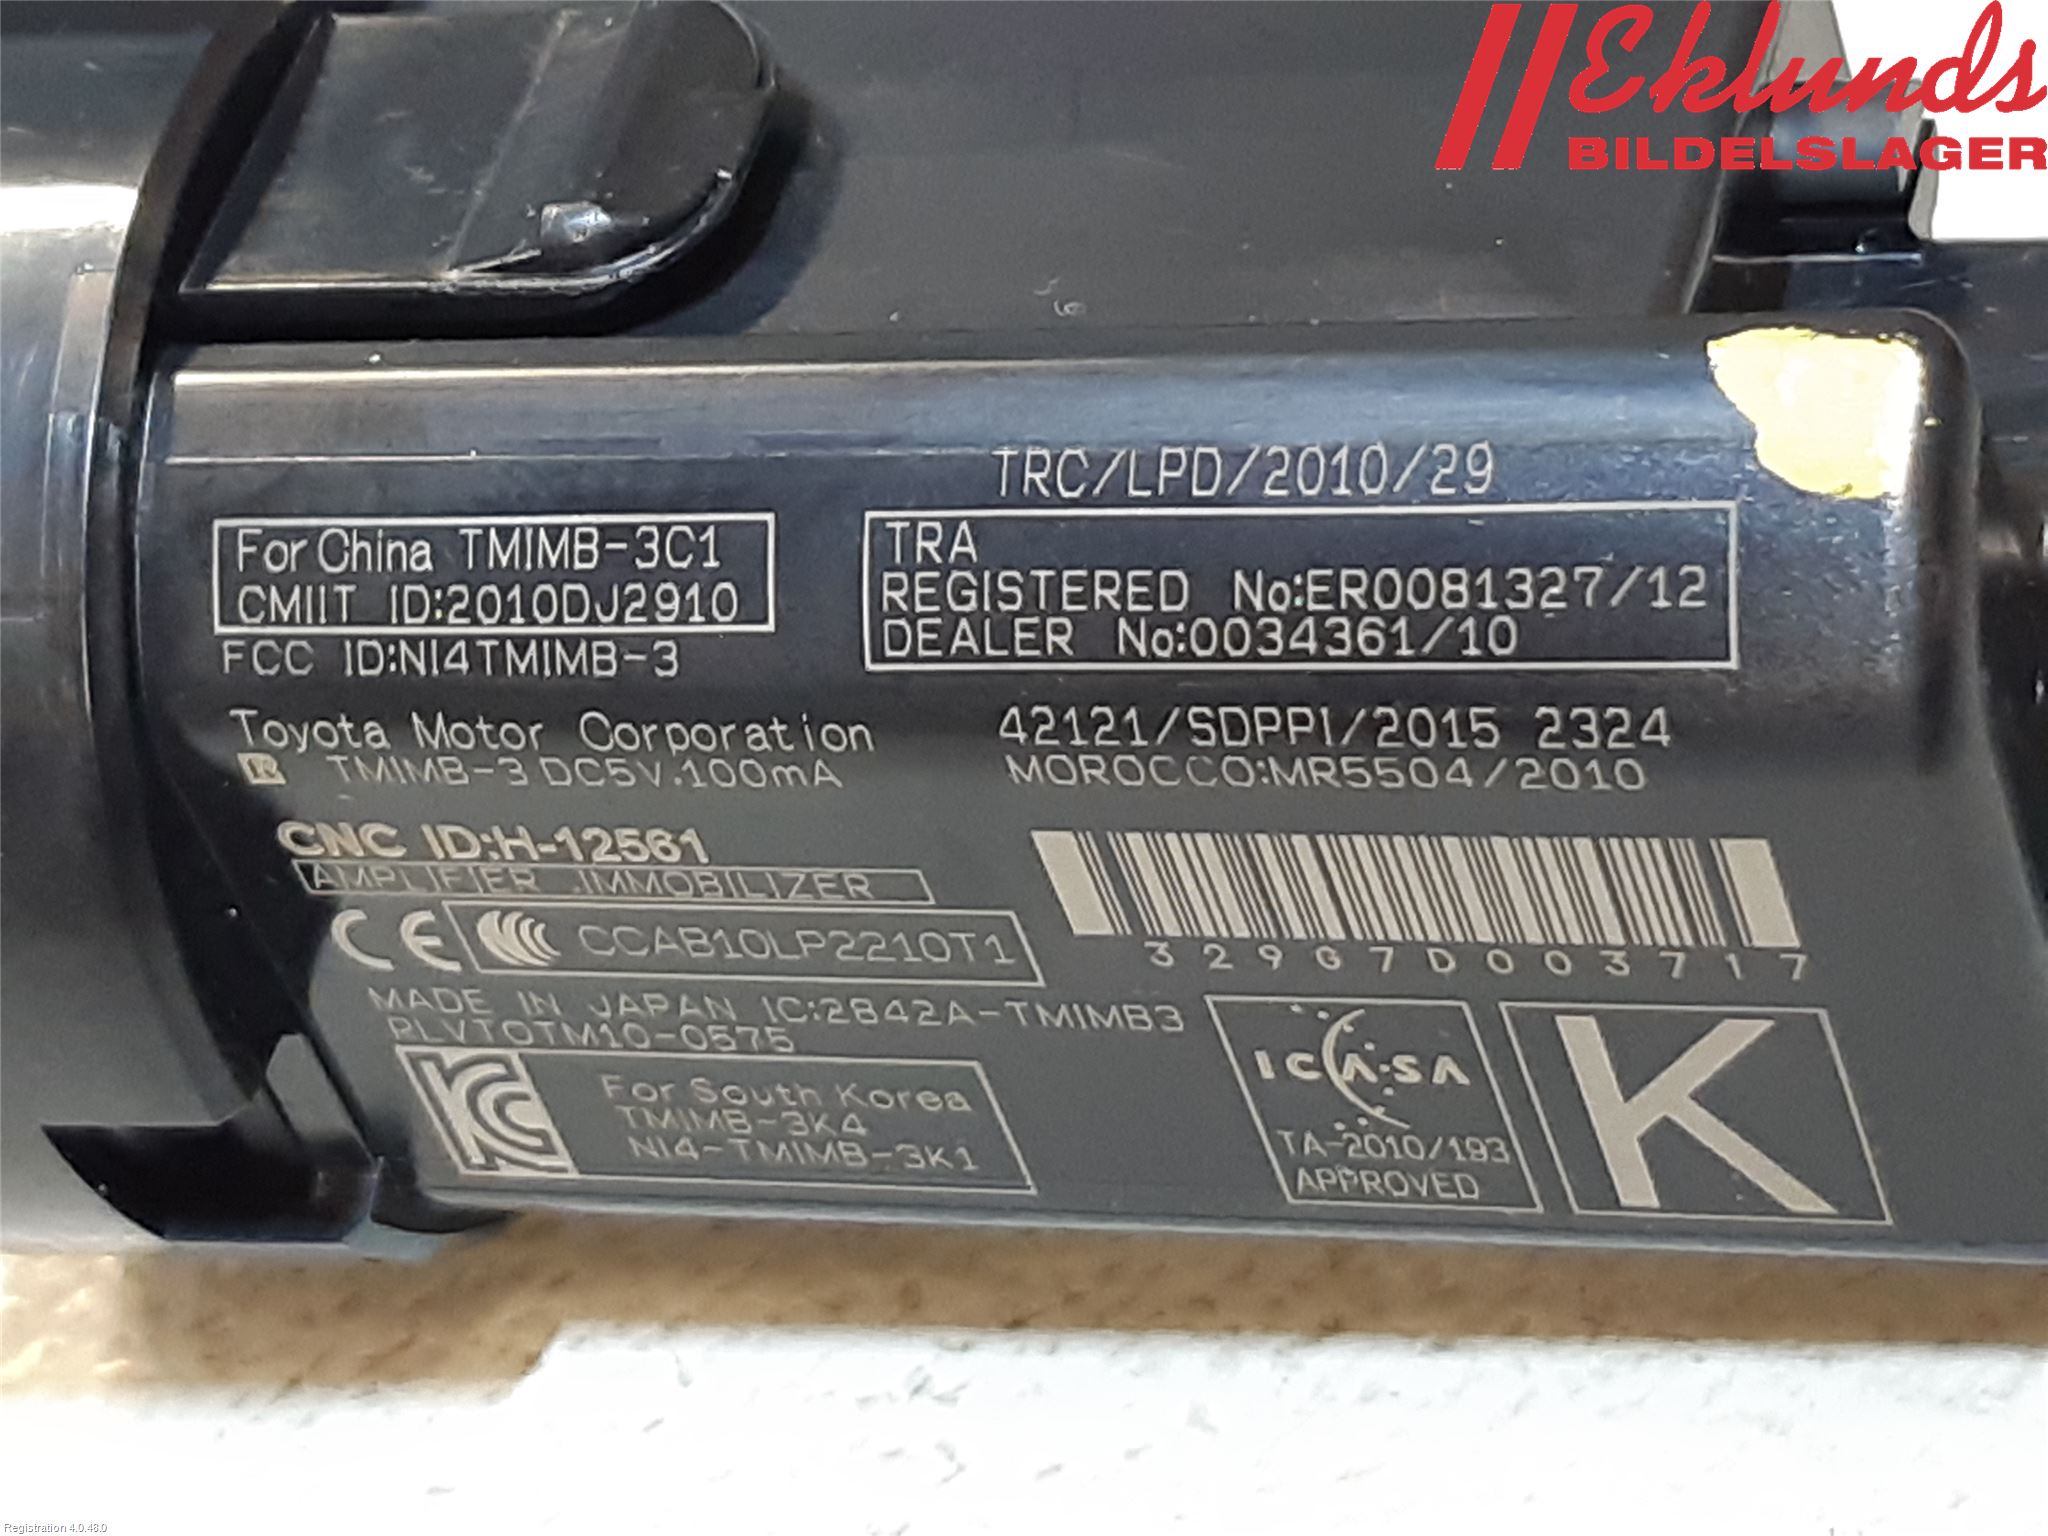 Eklunds
BILDELSLAGER
TRC/LPD/2010/29
For China TMIMB-3C1
CMIIT ID:2010DJ2910
FCC ID:NI4TMIMB-3
TRA
REGISTERED No:ER0081327/12
DEALER No:0034361/10
Toyota Motor Corporation
TMIMB-3 DC5V.100mA
42121/SDPPI/2015 2324
MOROCCO:MR5504/2010
CNC ID:H-12561
AMPLIFIER .IMMOBILIZER
CE CCAB10LP2210T1
329G7D003717
MADE IN JAPAN IC:2842A-TMIMB3
RLVTOTM10-0575
KC
For South Korea
TMIMB-3K4
NI4-TMIMB-3K1
ICASA
TA-2010/193
APPROVED
K
Registration 4.0.48.0